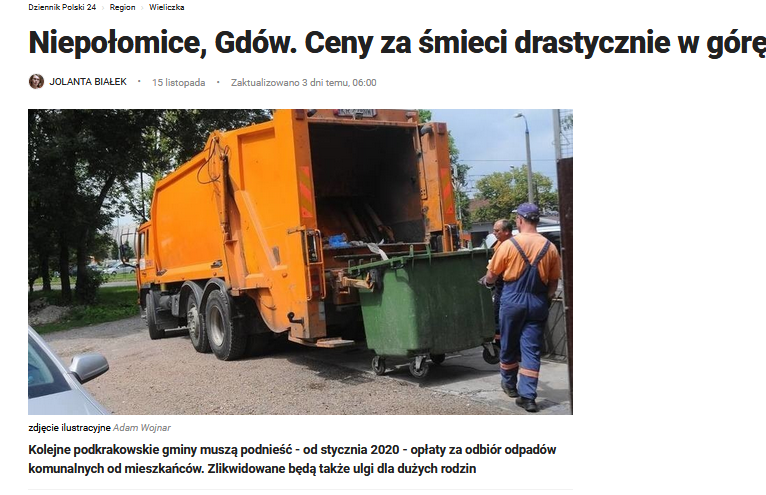 Dziennik Polski 24 Region Wieliczka
Niepołomice, Gdów. Ceny za śmieci drastycznie w górę
JOLANTA BIAŁEK • 15 listopada • Zaktualizowano 3 dni temu, 06:00
zdjęcie ilustracyjne Adam Wojnar
Kolejne podkrakowskie gminy muszą podnieść - od stycznia 2020 - opłaty za odbiór odpadów
komunalnych od mieszkańców. Zlikwidowane będą także ulgi dla dużych rodzin